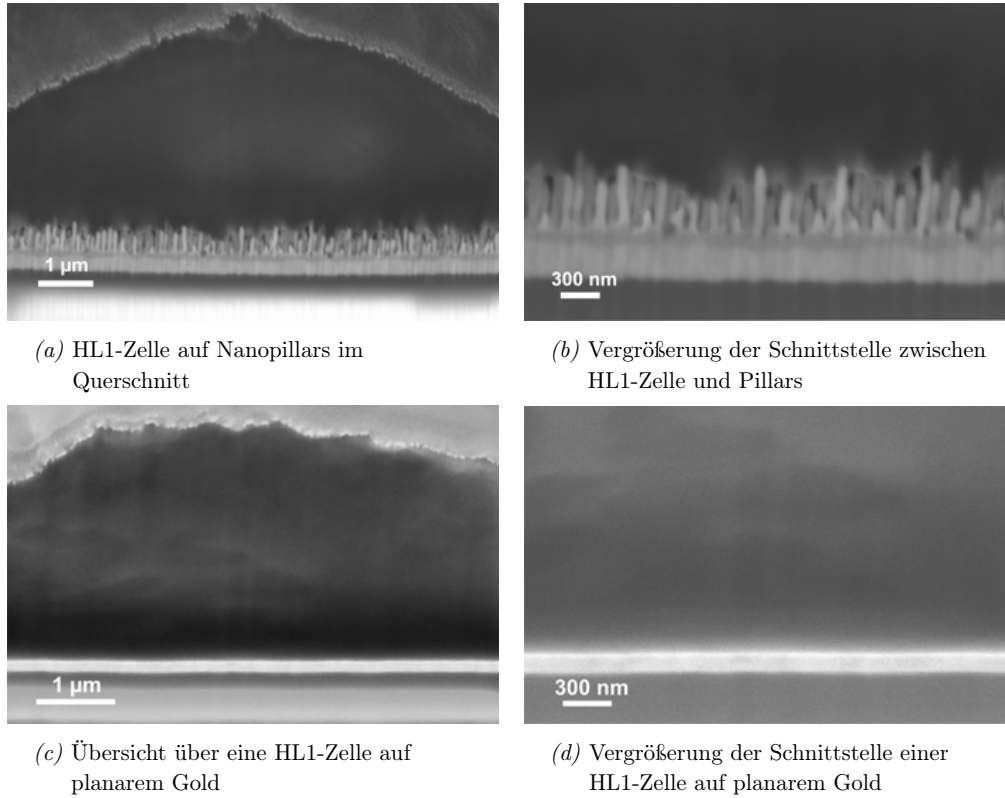 1 µm
300 nm
(a) HL1-Zelle auf Nanopillars im
Querschnitt
(b) Vergrößerung der Schnittstelle zwischen
HL1-Zelle und Pillars
1 µm
300 nm
(c) Übersicht über eine HL1-Zelle auf
planarem Gold
(d) Vergrößerung der Schnittstelle einer
HL1-Zelle auf planarem Gold